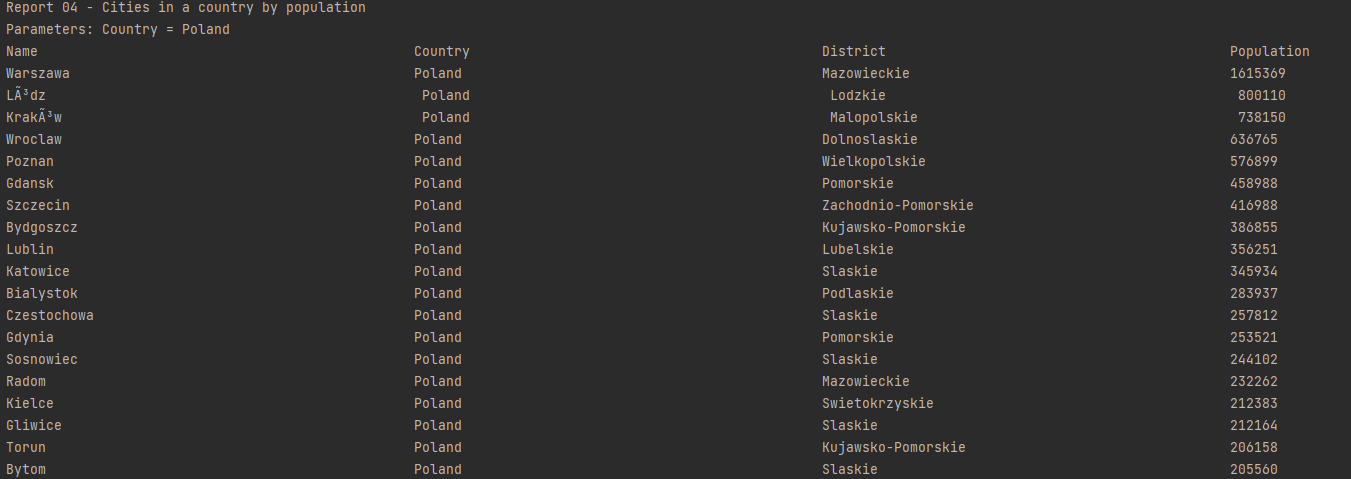 Report 04 - Cities in a country by population
Parameters: Country = Poland
Name Country District Population
Warszawa Poland Mazowieckie 1615369
LÃ³dz Poland Lodzkie 800110
KrakÃ³w Poland Malopolskie 738150
Wroclaw Poland Dolnoslaskie 636765
Poznan Poland Wielkopolskie 576899
Gdansk Poland Pomorskie 458988
Szczecin Poland Zachodnio-Pomorskie 416988
Bydgoszcz Poland Kujawsko-Pomorskie 386855
Lublin Poland Lubelskie 356251
Katowice Poland Slaskie 345934
Bialystok Poland Podlaskie 283937
Czestochowa Poland Slaskie 257812
Gdynia Poland Pomorskie 253521
Sosnowiec Poland Slaskie 244102
Radom Poland Mazowieckie 232262
Kielce Poland Swietokrzyskie 212383
Gliwice Poland Slaskie 212164
Torun Poland Kujawsko-Pomorskie 206158
Bytom Poland Slaskie 205560